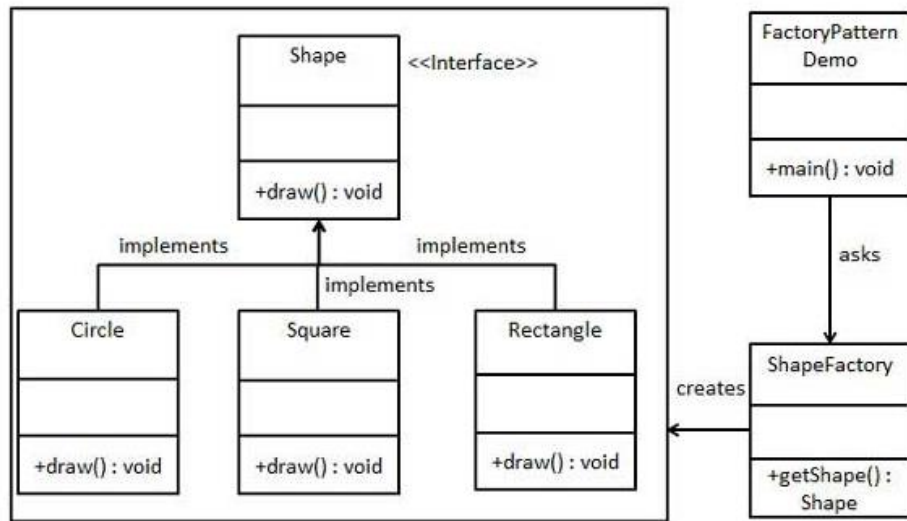 Shape
<<Interface>>
+draw() : void
implements
implements
implements
Circle
+draw() : void
Square
+draw() : void
Rectangle
+draw() : void
FactoryPattern
Demo
+main() : void
asks
ShapeFactory
+getShape() :
Shape
creates